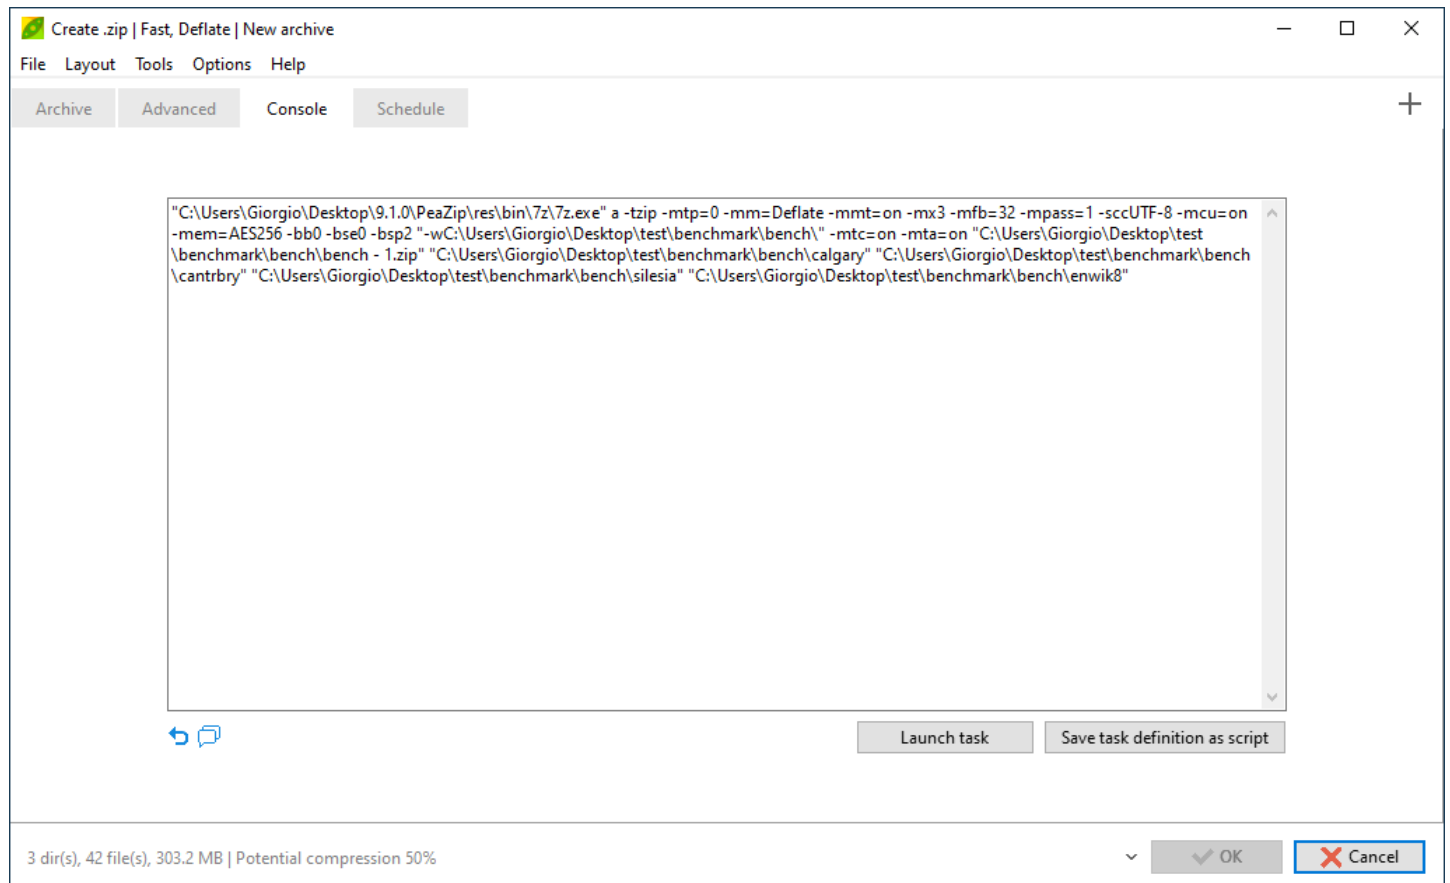 Create .zip | Fast, Deflate | New archive
File Layout Tools Options Help
Archive Advanced Console Schedule
"C:\Users\Giorgio\Desktop\9.1.0\PeaZip\res\bin\7z\7z.exe" a -tzip -mtp=0 -mm=Deflate -mmt=on -mx3 -mfb=32 -mpass=1 -sccUTF-8 -mcu=on
-mem=AES256 -bb0 -bse0 -bsp2 "-wC:\Users\Giorgio\Desktop\test\benchmark\bench\" -mtc=on -mta=on "C:\Users\Giorgio\Desktop\test
\benchmark\bench\bench - 1.zip" "C:\Users\Giorgio\Desktop\test\benchmark\bench\calgary" "C:\Users\Giorgio\Desktop\test\benchmark\bench
\cantrbry" "C:\Users\Giorgio\Desktop\test\benchmark\bench\silesia" "C:\Users\Giorgio\Desktop\test\benchmark\bench\enwik8"
Launch task Save task definition as script
3 dir(s), 42 file(s), 303.2 MB | Potential compression 50% OK Cancel